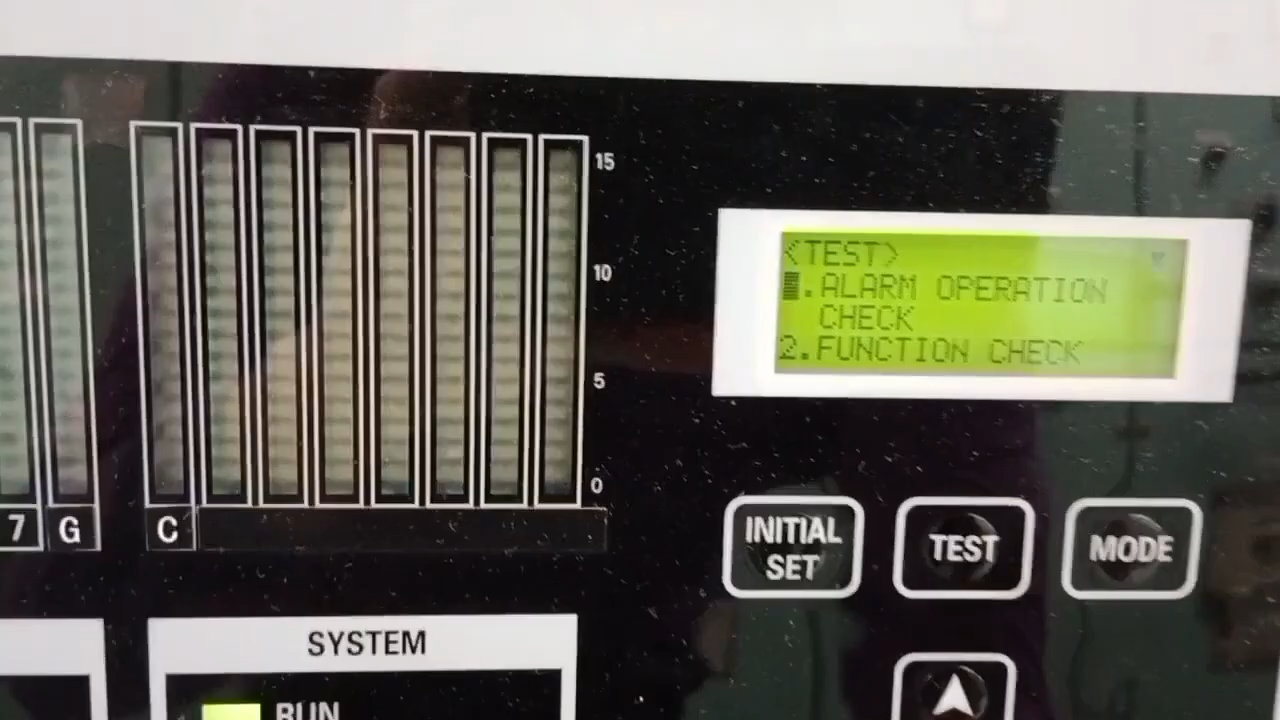 15
10
5
0
7 G C
<TEST>
.ALARM OPERATION
CHECK
2.FUNCTION CHECK
INITIAL
SET
TEST
MODE
SYSTEM
RUN